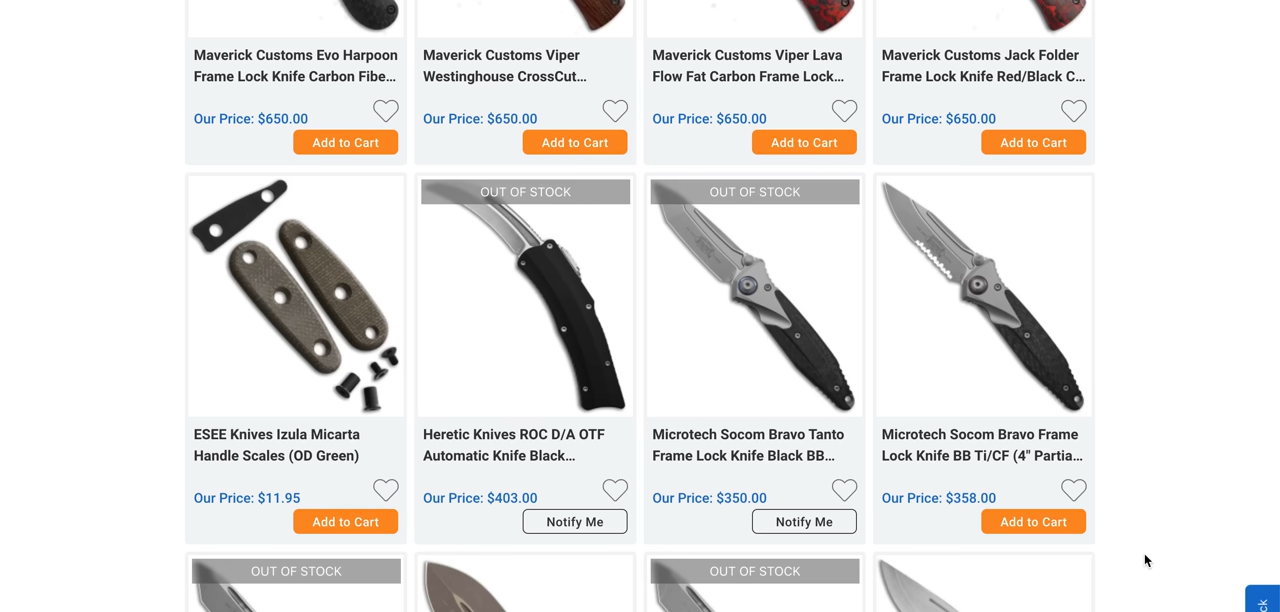 Maverick Customs Evo Harpoon
Frame Lock Knife Carbon Fibe…
Our Price: $650.00
Add to Cart
Maverick Customs Viper
Westinghouse CrossCut…
Our Price: $650.00
Add to Cart
Maverick Customs Viper Lava
Flow Fat Carbon Frame Lock…
Our Price: $650.00
Add to Cart
Maverick Customs Jack Folder
Frame Lock Knife Red/Black C…
Our Price: $650.00
Add to Cart
ESEE Knives Izula Micarta
Handle Scales (OD Green)
Our Price: $11.95
Add to Cart
OUT OF STOCK
Heretic Knives ROC D/A OTF
Automatic Knife Black…
Our Price: $403.00
Notify Me
OUT OF STOCK
Microtech Socom Bravo Tanto
Frame Lock Knife Black BB…
Our Price: $350.00
Notify Me
Microtech Socom Bravo Frame
Lock Knife BB Ti/CF (4" Partia…
Our Price: $358.00
Add to Cart
OUT OF STOCK
OUT OF STOCK